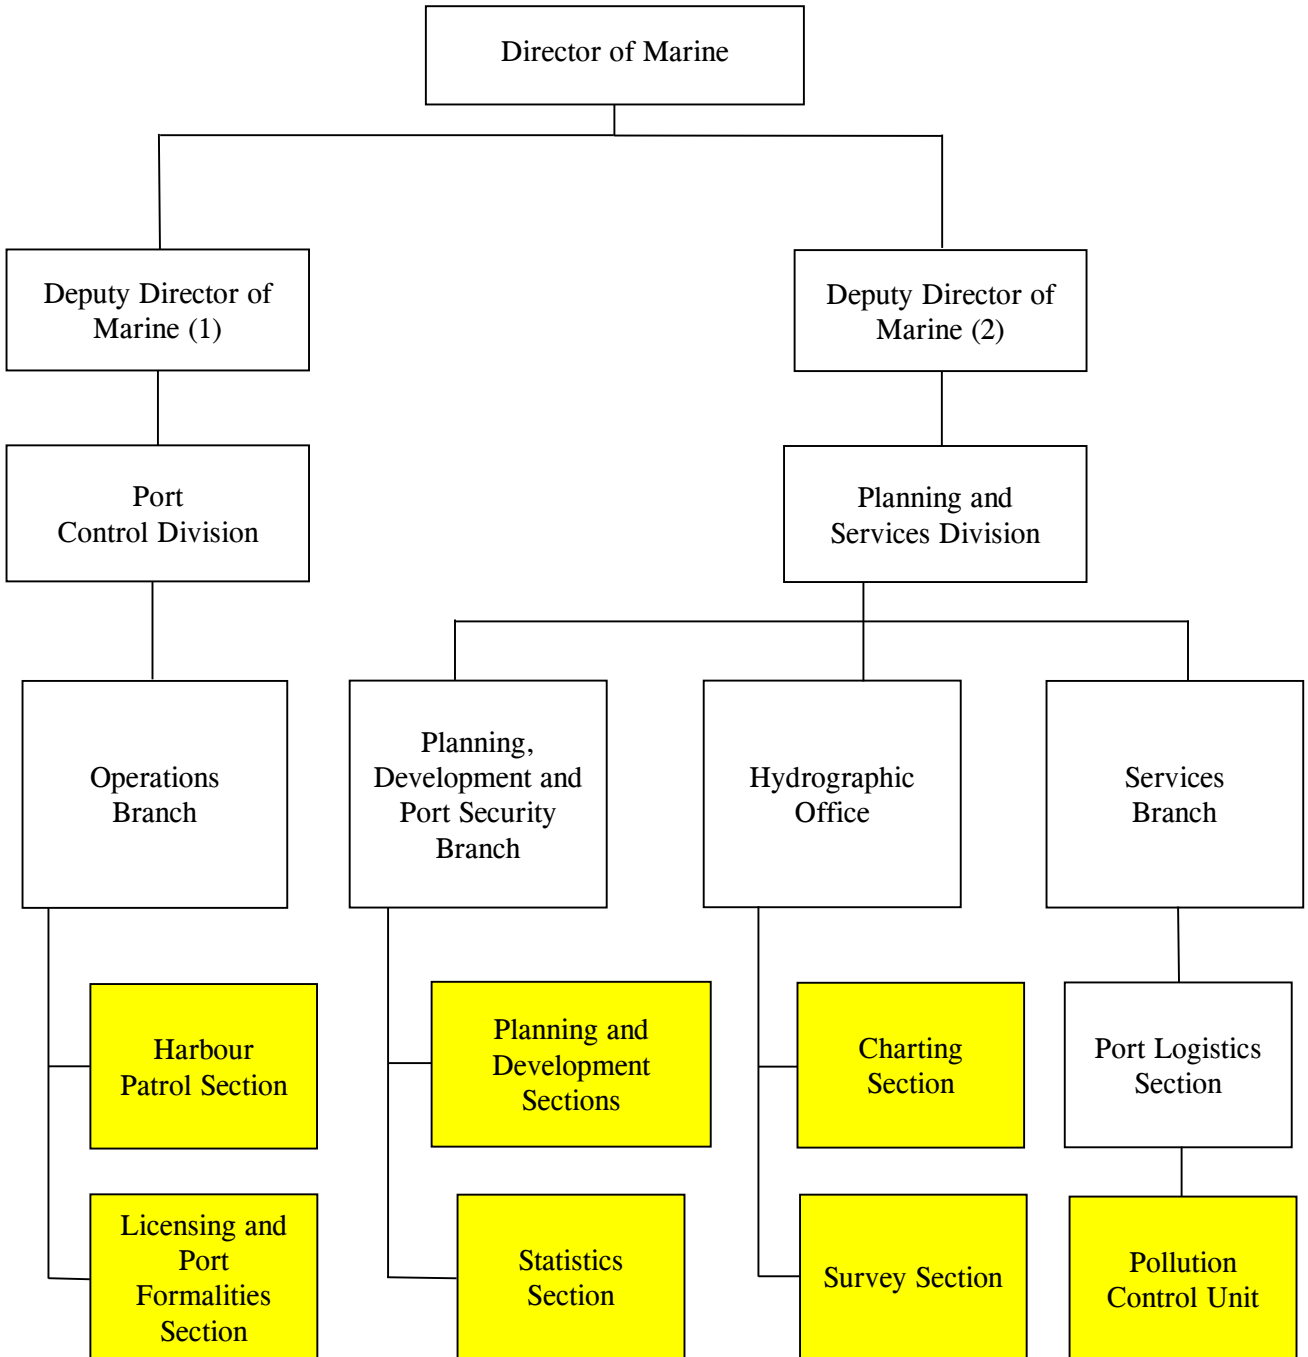 Director of Marine
Deputy Director of
Marine (1)
Deputy Director of
Marine (2)
Port
Control Division
Planning and
Services Division
Operations
Branch
Planning,
Development and
Port Security
Branch
Hydrographic
Office
Services
Branch
Harbour
Patrol Section
Planning and
Development
Sections
Charting
Section
Port Logistics
Section
Licensing and
Port
Formalities
Section
Statistics
Section
Survey Section
Pollution
Control Unit